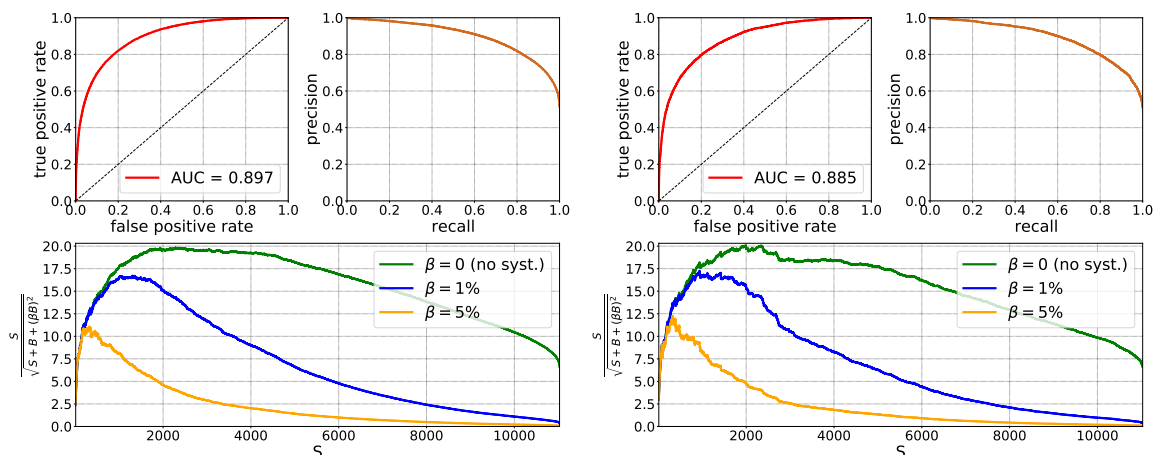 true positive rate
1.0
0.8
0.6
0.4
0.2
0.0
AUC = 0.897
0.0 0.2 0.4 0.6 0.8 1.0
false positive rate
precision
1.0
0.8
0.6
0.4
0.2
0.0
0.0 0.2 0.4 0.6 0.8 1.0
recall
S / √S + B + (βB)²
20.0
17.5
15.0
12.5
10.0
7.5
5.0
2.5
0.0
β = 0 (no syst.)
β = 1%
β = 5%
2000 4000 6000 8000 10000
S
true positive rate
1.0
0.8
0.6
0.4
0.2
0.0
AUC = 0.885
0.0 0.2 0.4 0.6 0.8 1.0
false positive rate
precision
1.0
0.8
0.6
0.4
0.2
0.0
0.0 0.2 0.4 0.6 0.8 1.0
recall
S / √S + B + (βB)²
20.0
17.5
15.0
12.5
10.0
7.5
5.0
2.5
0.0
β = 0 (no syst.)
β = 1%
β = 5%
2000 4000 6000 8000 10000
S